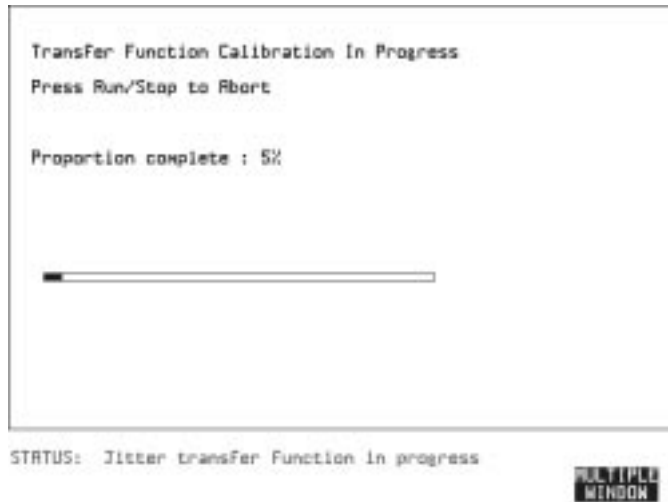 Transfer Function Calibration In Progress
Press Run/Stop to Abort
Proportion complete : 5%
STATUS: Jitter transfer Function in progress
MULTIPLE
WINDOW